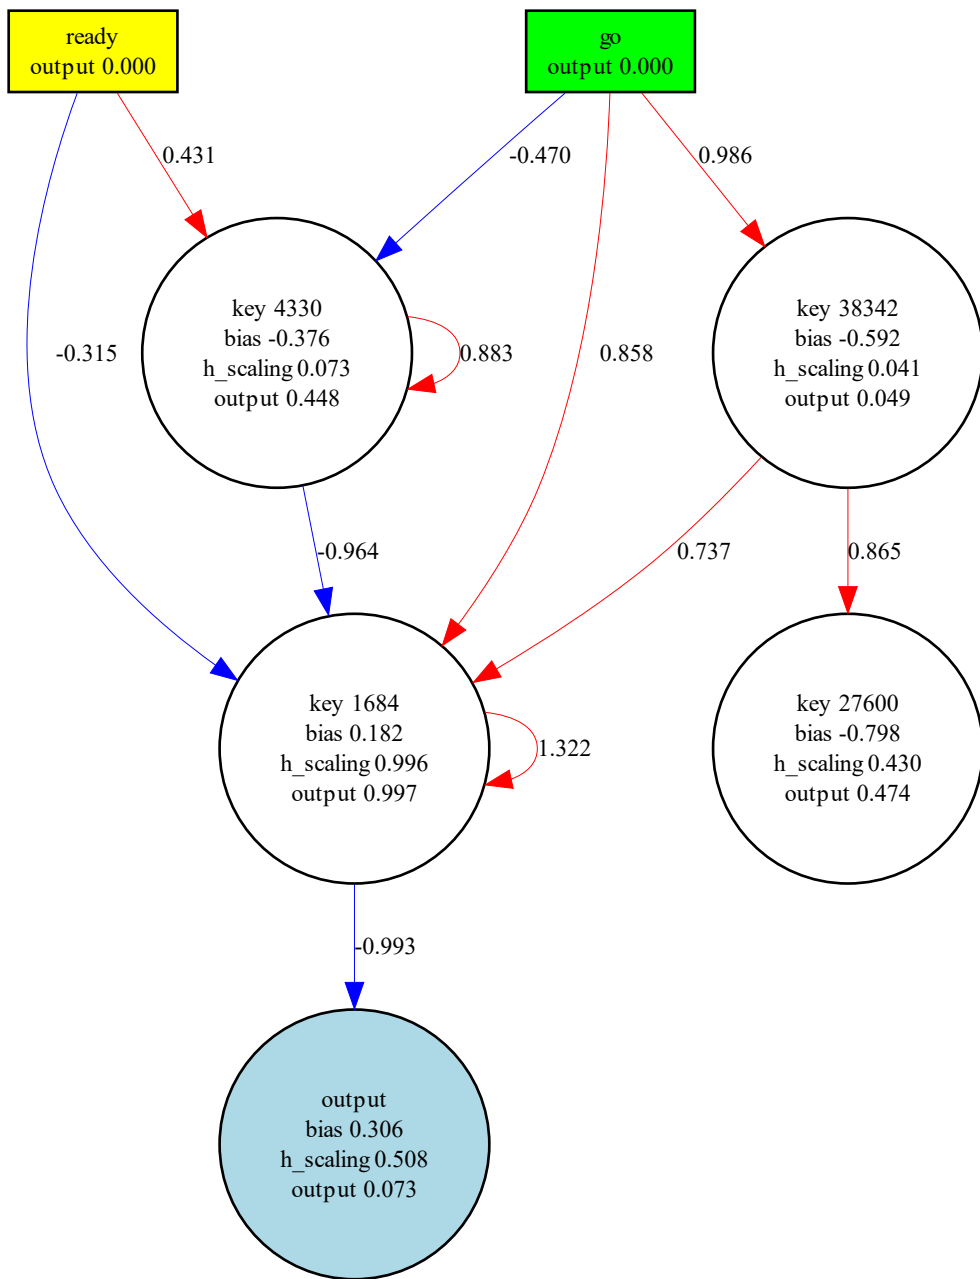 ready
output 0.000
go
output 0.000
0.431
-0.470
0.986
key 4330
bias -0.376
h_scaling 0.073
output 0.448
key 38342
bias -0.592
h_scaling 0.041
output 0.049
-0.315
0.883
0.858
-0.964
0.737
0.865
key 1684
bias 0.182
h_scaling 0.996
output 0.997
1.322
key 27600
bias -0.798
h_scaling 0.430
output 0.474
-0.993
output
bias 0.306
h_scaling 0.508
output 0.073